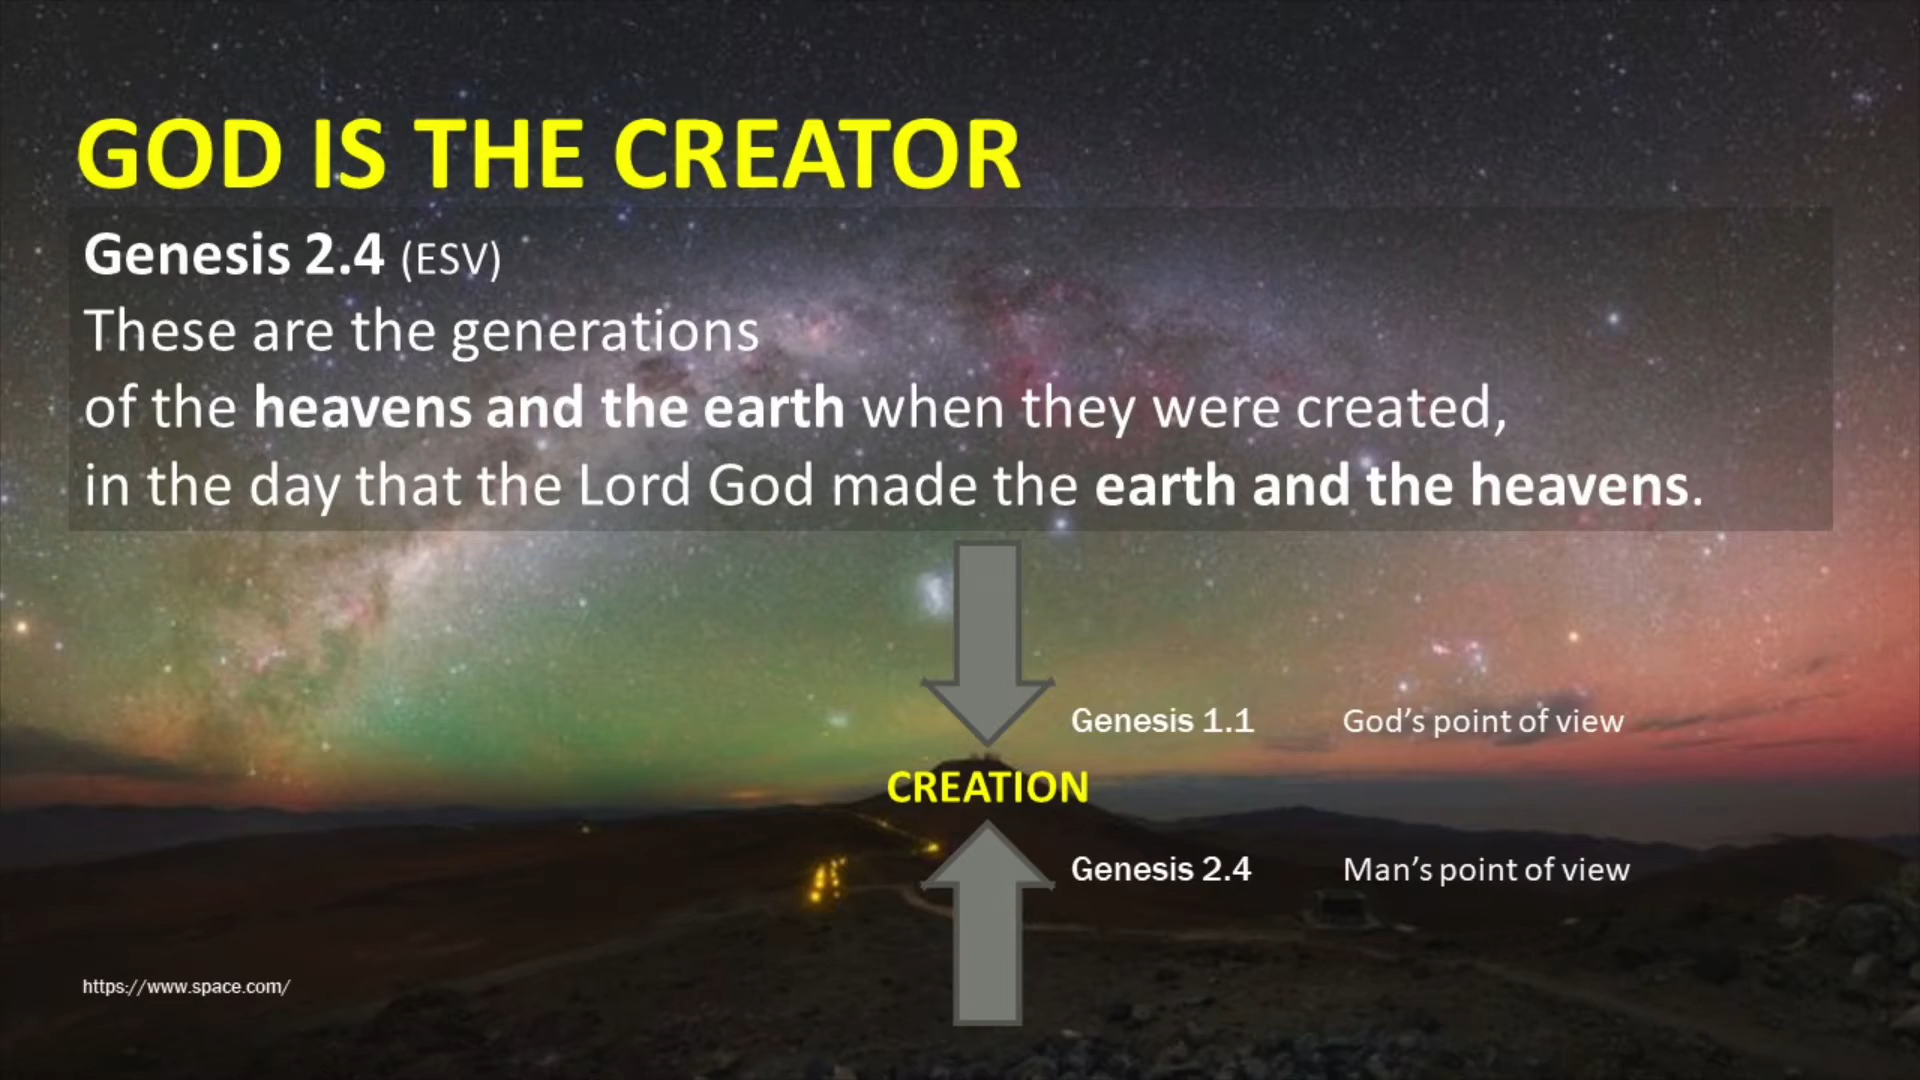 GOD IS THE CREATOR
Genesis 2.4 (ESV)
These are the generations
of the heavens and the earth when they were created,
in the day that the Lord God made the earth and the heavens.
Genesis 1.1 God’s point of view
CREATION
Genesis 2.4 Man’s point of view
https://www.space.com/